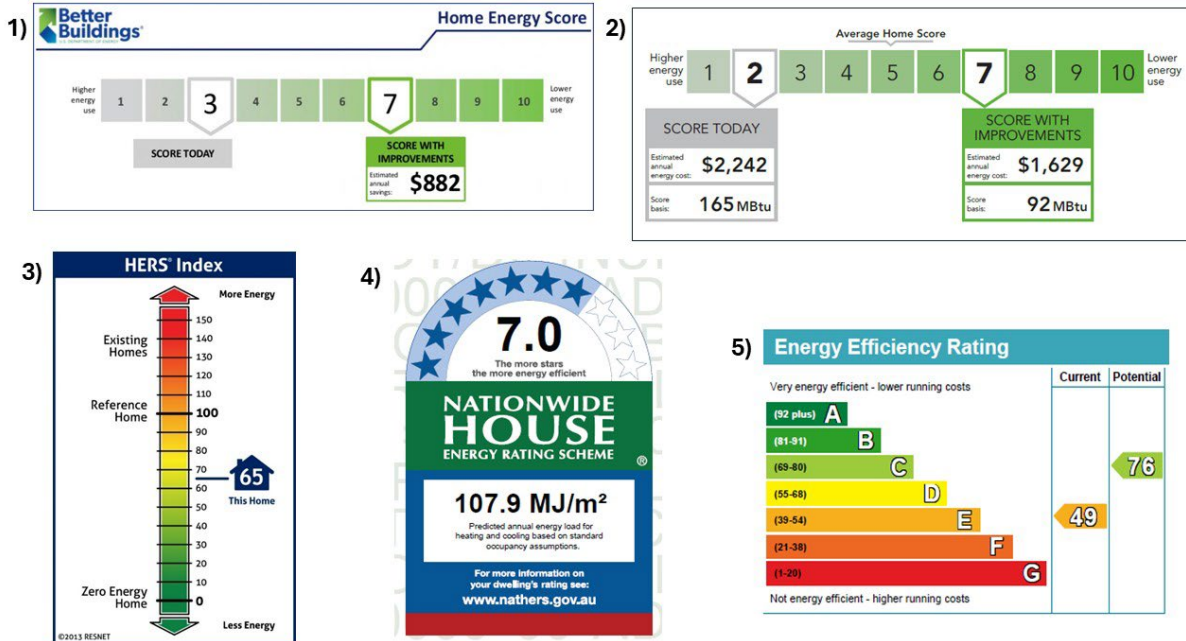 1)
Better
Buildings®
U.S. DEPARTMENT OF ENERGY
Home Energy Score
Higher
energy
use
1 2 3 4 5 6 7 8 9 10
Lower
energy
use
SCORE TODAY
SCORE WITH
IMPROVEMENTS
Estimated
annual
savings:
$882
2)
Average Home Score
Higher
energy
use
1 2 3 4 5 6 7 8 9 10
Lower
energy
use
SCORE TODAY
Estimated
annual
energy cost:
$2,242
Score
basis:
165 MBtu
SCORE WITH
IMPROVEMENTS
Estimated
annual
energy cost:
$1,629
Score
basis:
92 MBtu
3)
HERS® Index
More Energy
150
Existing
Homes
140
130
120
110
Reference
Home
100
90
80
70
65
This Home
60
50
40
30
20
10
Zero Energy
Home
0
Less Energy
©2013 RESNET
4)
7.0
The more stars
the more energy efficient
NATIONWIDE
HOUSE
ENERGY RATING SCHEME ®
107.9 MJ/m²
Predicted annual energy load for
heating and cooling based on standard
occupancy assumptions.
For more information on
your dwelling's rating see:
www.nathers.gov.au
5)
Energy Efficiency Rating
Current Potential
Very energy efficient - lower running costs
(92 plus) A
(81-91) B
(69-80) C
76
(55-68) D
(39-54) E
49
(21-38) F
(1-20) G
Not energy efficient - higher running costs